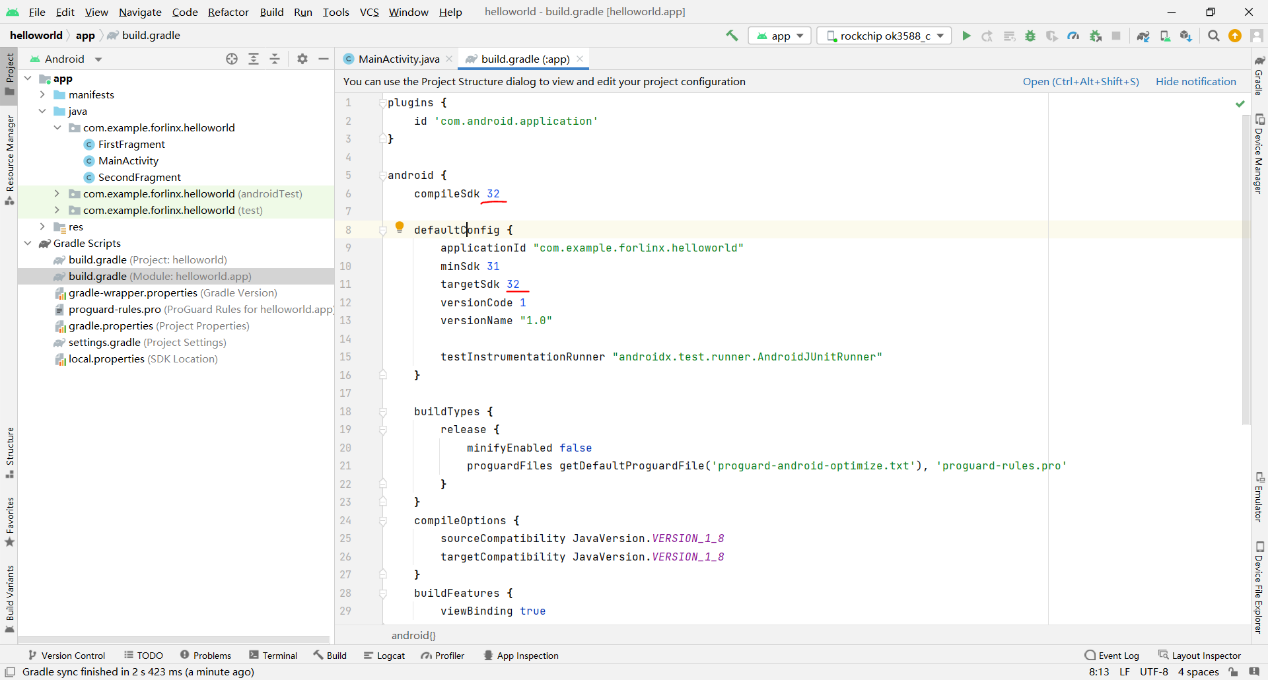 File Edit View Navigate Code Refactor Build Run Tools VCS Window Help helloworld - build.gradle [helloworld.app]
helloworld app build.gradle
app rockchip ok3588_c
Project
Resource Manager
Structure
Favorites
Build Variants
Android
app
manifests
java
com.example.forlinx.helloworld
FirstFragment
MainActivity
SecondFragment
com.example.forlinx.helloworld (androidTest)
com.example.forlinx.helloworld (test)
res
Gradle Scripts
build.gradle (Project: helloworld)
build.gradle (Module: helloworld.app)
gradle-wrapper.properties (Gradle Version)
proguard-rules.pro (ProGuard Rules for helloworld.app
gradle.properties (Project Properties)
settings.gradle (Project Settings)
local.properties (SDK Location)
MainActivity.java build.gradle (:app)
You can use the Project Structure dialog to view and edit your project configuration Open (Ctrl+Alt+Shift+S) Hide notification
1 plugins {
2 id 'com.android.application'
3 }
4
5 android {
6 compileSdk 32
7
8 defaultConfig {
9 applicationId "com.example.forlinx.helloworld"
10 minSdk 31
11 targetSdk 32
12 versionCode 1
13 versionName "1.0"
14
15 testInstrumentationRunner "androidx.test.runner.AndroidJUnitRunner"
16 }
17
18 buildTypes {
19 release {
20 minifyEnabled false
21 proguardFiles getDefaultProguardFile('proguard-android-optimize.txt'), 'proguard-rules.pro'
22 }
23 }
24 compileOptions {
25 sourceCompatibility JavaVersion.VERSION_1_8
26 targetCompatibility JavaVersion.VERSION_1_8
27 }
28 buildFeatures {
29 viewBinding true
android{}
Gradle
Device Manager
Emulator
Device File Explorer
Version Control TODO Problems Terminal Build Logcat Profiler App Inspection Event Log Layout Inspector
Gradle sync finished in 2 s 423 ms (a minute ago) 8:13 LF UTF-8 4 spaces